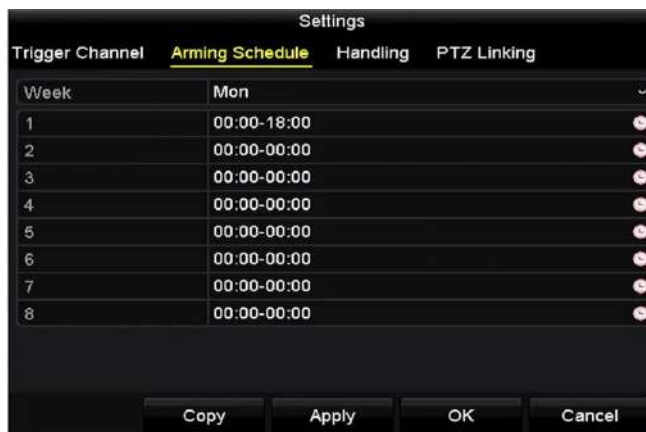 Settings
Trigger Channel Arming Schedule Handling PTZ Linking
Week Mon
1 00:00-18:00
2 00:00-00:00
3 00:00-00:00
4 00:00-00:00
5 00:00-00:00
6 00:00-00:00
7 00:00-00:00
8 00:00-00:00
Copy Apply OK Cancel